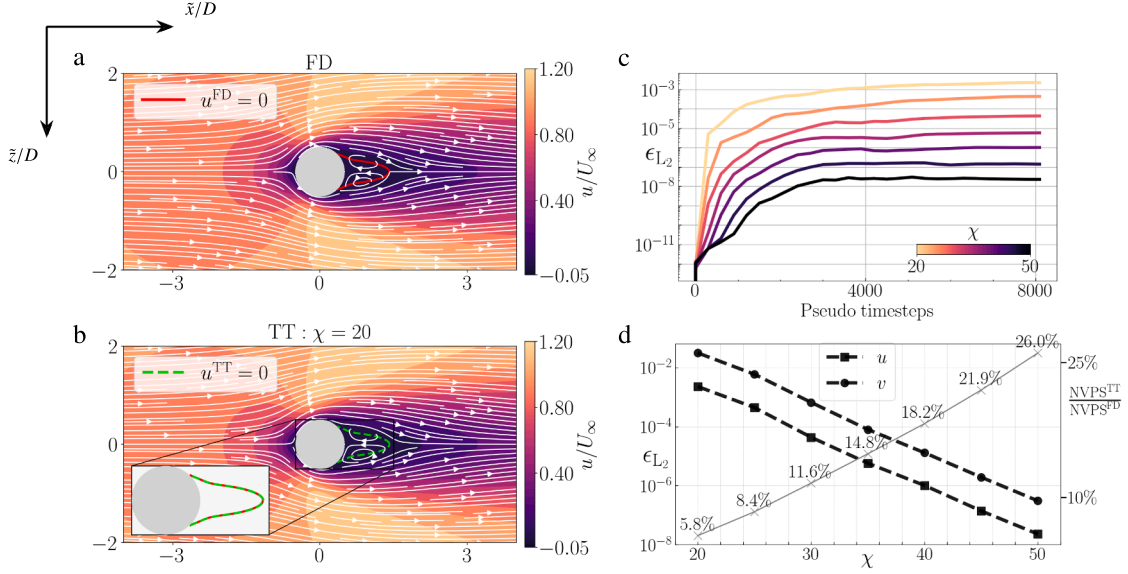 x̃/D
z̃/D
a
FD
2
0
−2
−3
0
3
u^FD = 0
1.20
0.80
0.40
−0.05
u/U∞
b
TT : χ = 20
2
0
−2
−3
0
3
u^TT = 0
1.20
0.80
0.40
−0.05
u/U∞
c
10⁻³
10⁻⁵
ϵ_L₂
10⁻⁸
10⁻¹¹
χ
20
50
0
4000
8000
Pseudo timesteps
d
u
v
10⁻²
10⁻⁴
ϵ_L₂
10⁻⁶
10⁻⁸
5.8%
8.4%
11.6%
14.8%
18.2%
21.9%
26.0%
25%
NVPS^TT
NVPS^FD
10%
20
30
40
50
χ